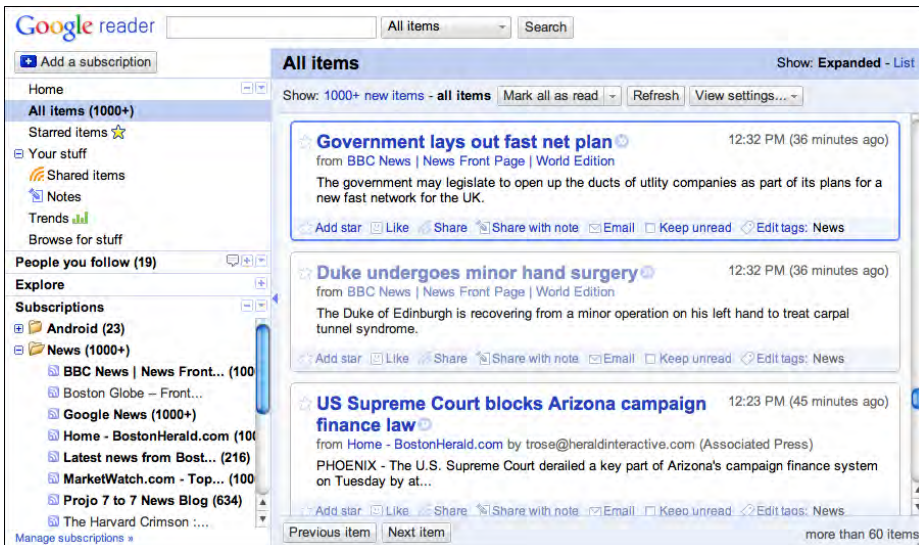 Google reader
All items
Search
Add a subscription
Home
All items (1000+)
Starred items
Your stuff
Shared items
Notes
Trends
Browse for stuff
People you follow (19)
Explore
Subscriptions
Android (23)
News (1000+)
BBC News | News Front... (100
Boston Globe – Front...
Google News (1000+)
Home - BostonHerald.com (100
Latest news from Bost... (216)
MarketWatch.com - Top... (100
Projo 7 to 7 News Blog (634)
The Harvard Crimson :...
Manage subscriptions »
All items
Show: Expanded - List
Show: 1000+ new items - all items Mark all as read Refresh View settings...
Government lays out fast net plan
12:32 PM (36 minutes ago)
from BBC News | News Front Page | World Edition
The government may legislate to open up the ducts of utlity companies as part of its plans for a
new fast network for the UK.
Add star Like Share Share with note Email Keep unread Edit tags: News
Duke undergoes minor hand surgery
12:32 PM (36 minutes ago)
from BBC News | News Front Page | World Edition
The Duke of Edinburgh is recovering from a minor operation on his left hand to treat carpal
tunnel syndrome.
Add star Like Share Share with note Email Keep unread Edit tags: News
US Supreme Court blocks Arizona campaign
finance law
12:23 PM (45 minutes ago)
from Home - BostonHerald.com by trose@heraldinteractive.com (Associated Press)
PHOENIX - The U.S. Supreme Court derailed a key part of Arizona's campaign finance system
on Tuesday by at...
Add star Like Share Share with note Email Keep unread Edit tags: News
Previous item Next item
more than 60 items